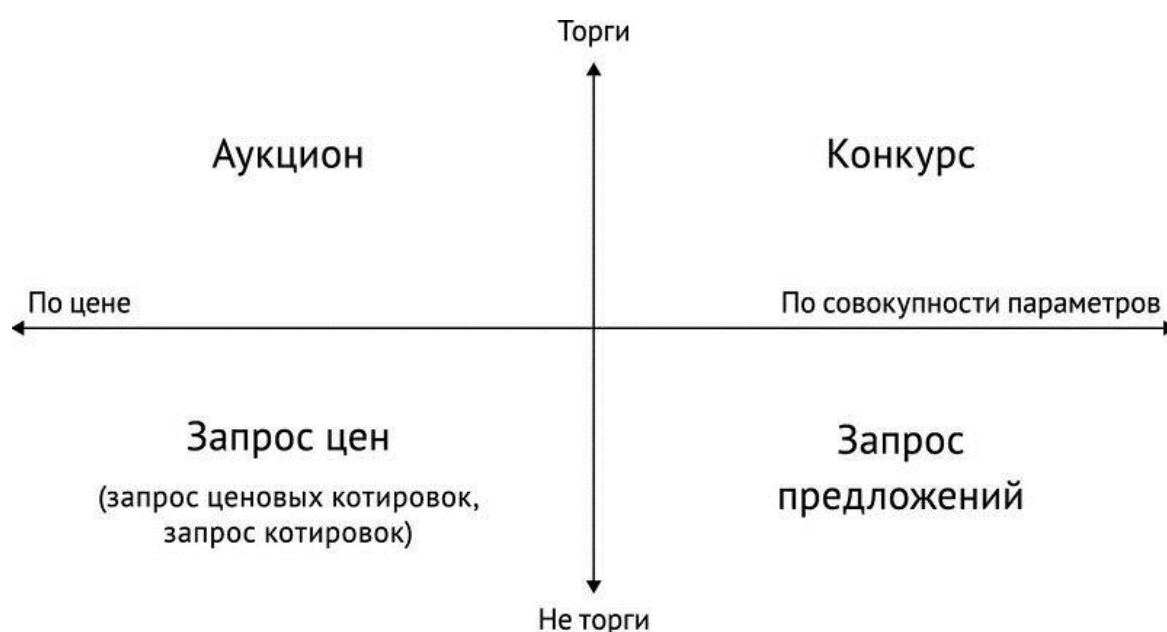 Торги
Аукцион
Конкурс
По цене
По совокупности параметров
Запрос цен
(запрос ценовых котировок,
запрос котировок)
Запрос
предложений
Не торги